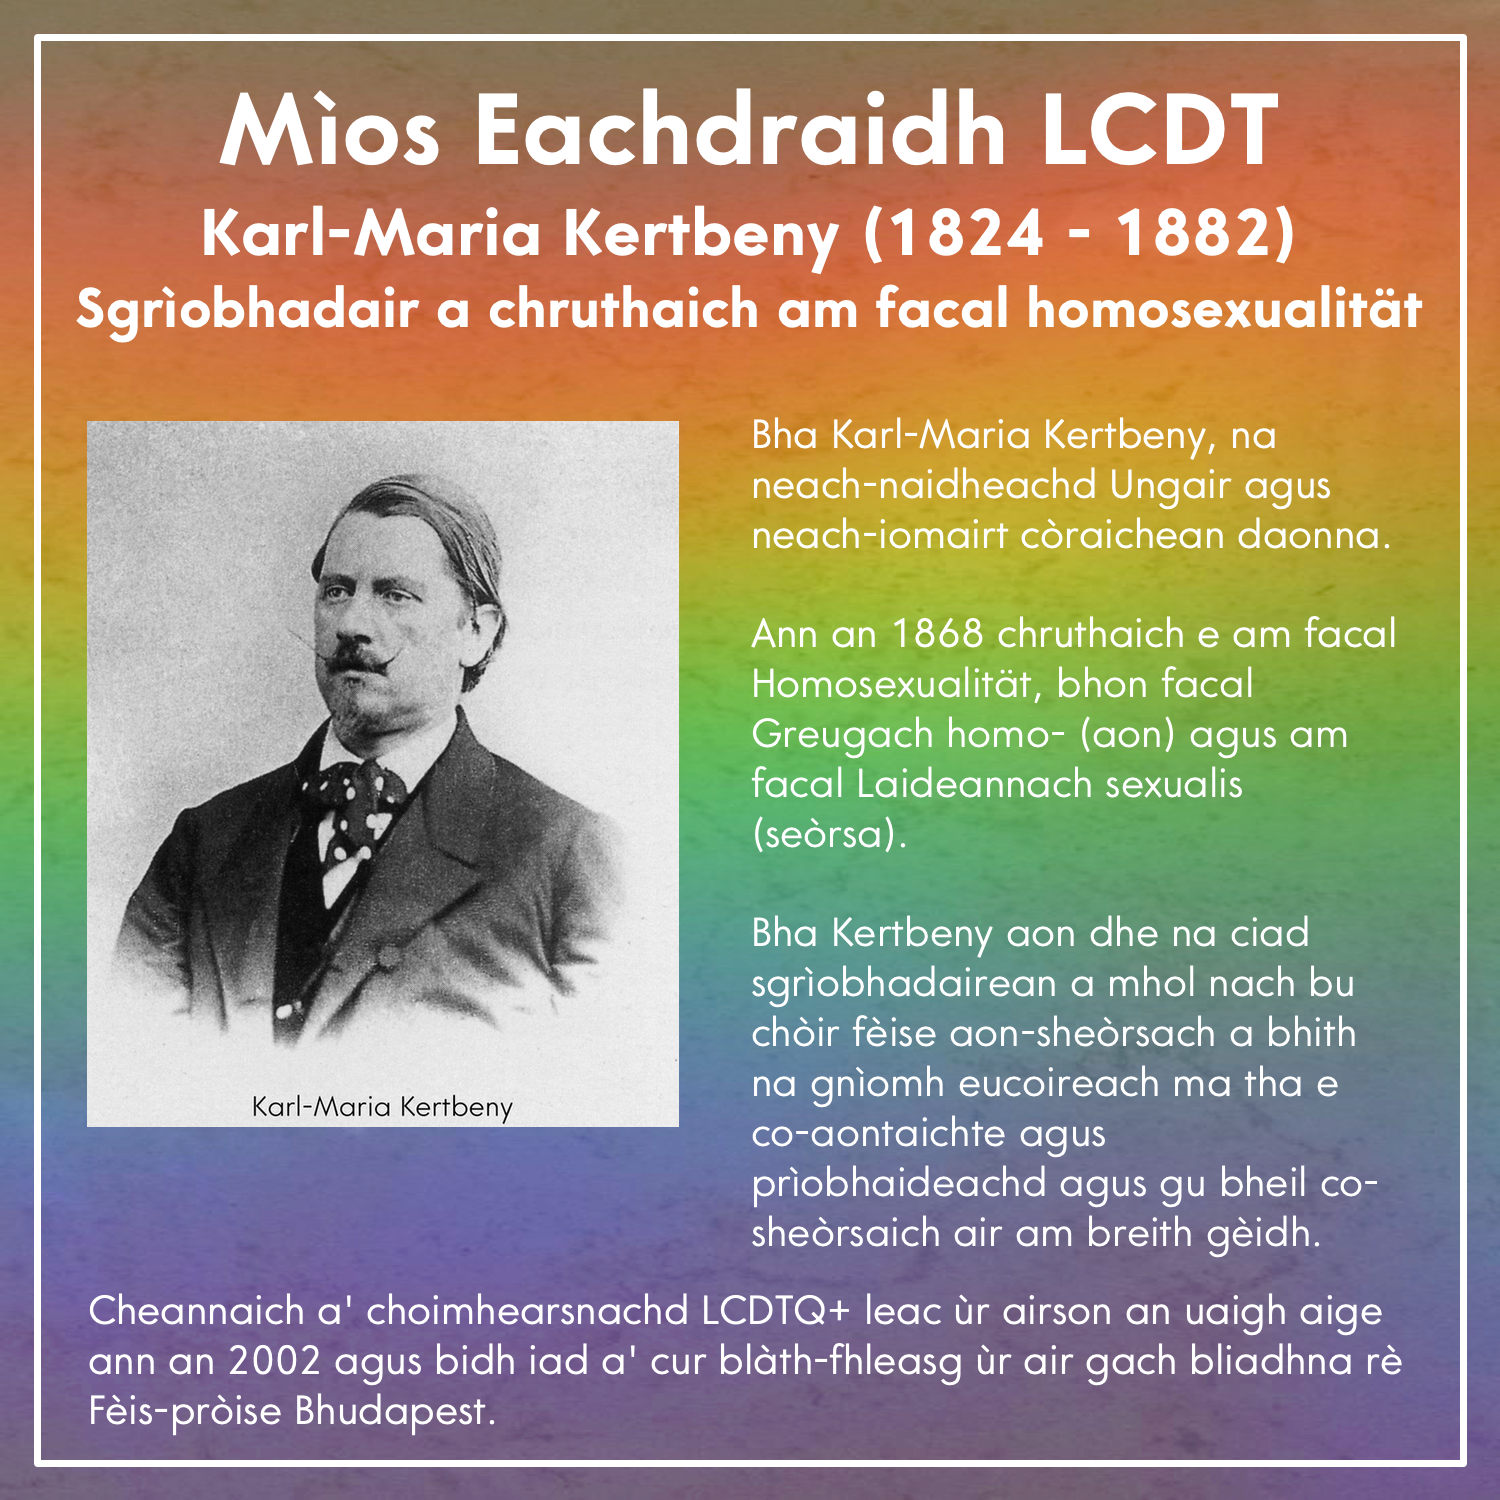 Mìos Eachdraidh LCDT
Karl-Maria Kertbeny (1824 - 1882)
Sgrìobhadair a chruthaich am facal homosexualität
Bha Karl-Maria Kertbeny, na
neach-naidheachd Ungair agus
neach-iomairt còraichean daonna.
Ann an 1868 chruthaich e am facal
Homosexualität, bhon facal
Greugach homo- (aon) agus am
facal Laideannach sexualis
(seòrsa).
Bha Kertbeny aon dhe na ciad
sgrìobhadairean a mhol nach bu
chòir fèise aon-sheòrsach a bhith
na gnìomh eucoireach ma tha e
co-aontaichte agus
prìobhaideachd agus gu bheil co-
sheòrsaich air am breith gèidh.
Karl-Maria Kertbeny
Cheannaich a' choimhearsnachd LCDTQ+ leac ùr airson an uaigh aige
ann an 2002 agus bidh iad a' cur blàth-fhleasg ùr air gach bliadhna rè
Fèis-pròise Bhudapest.